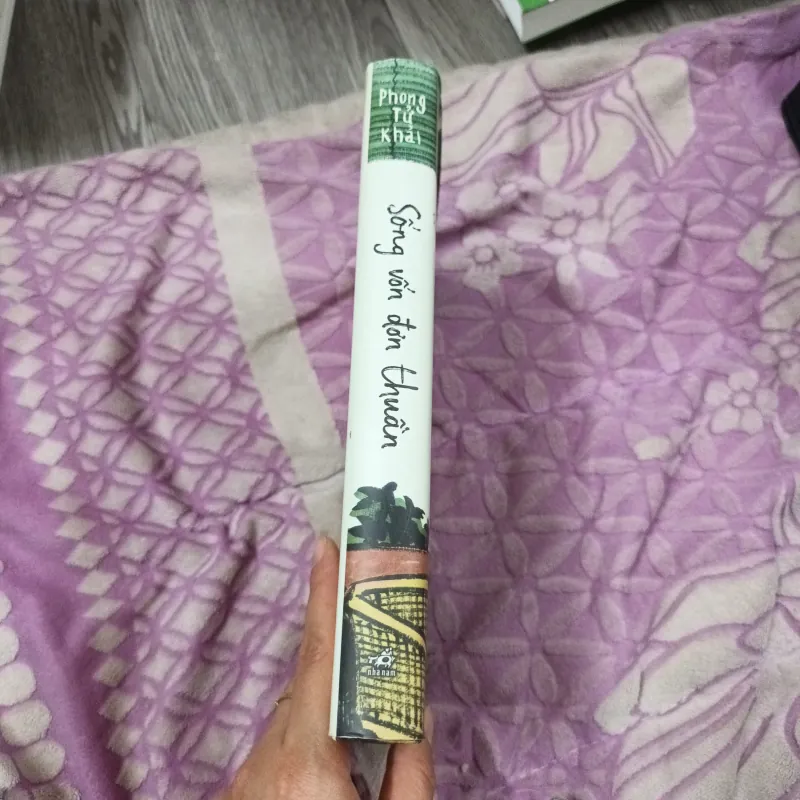 Phong
Tử
Khải
Sống vốn đơn thuần
nhã nam